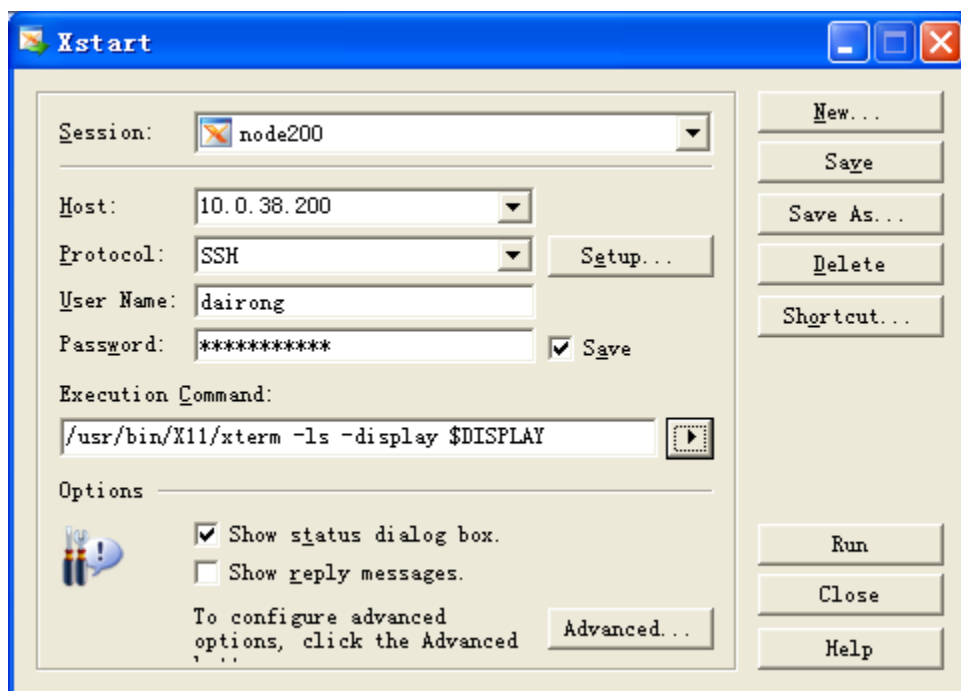 Xstart
Session: node200
New...
Save
Host: 10.0.38.200
Save As...
Protocol: SSH Setup...
Delete
User Name: dairong
Shortcut...
Password: *********** Save
Execution Command:
/usr/bin/X11/xterm -ls -display $DISPLAY
Options
Show status dialog box.
Show reply messages.
To configure advanced
options, click the Advanced
Advanced...
Run
Close
Help